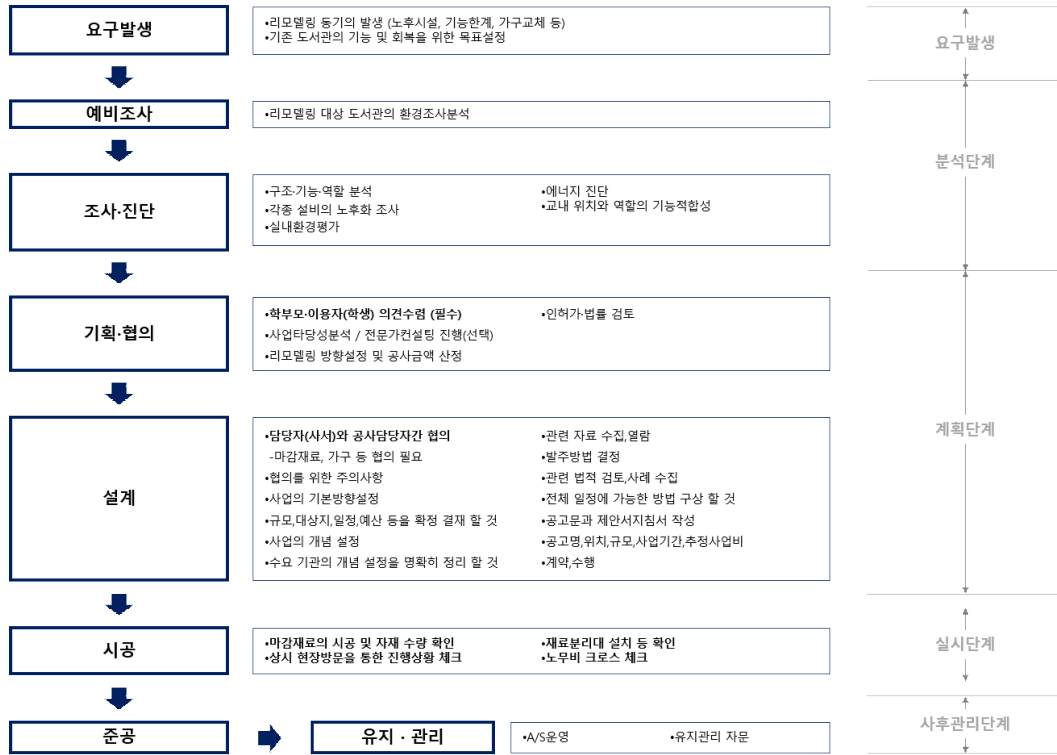 요구발생
•리모델링 동기의 발생 (노후시설, 기능한계, 가구교체 등)
•기존 도서관의 기능 및 회복을 위한 목표설정
요구발생
예비조사
•리모델링 대상 도서관의 환경조사분석
분석단계
조사·진단
•구조·기능·역할 분석
•각종 설비의 노후화 조사
•실내환경평가
•에너지 진단
•교내 위치와 역할의 기능적합성
기획·협의
•학부모·이용자(학생) 의견수렴 (필수)
•사업타당성분석 / 전문가컨설팅 진행(선택)
•리모델링 방향설정 및 공사금액 산정
•인허가·법률 검토
계획단계
설계
•담당자(사서)와 공사담당자간 협의
-마감재료, 가구 등 협의 필요
•협의를 위한 주의사항
•사업의 기본방향설정
•규모,대상지,일정,예산 등을 확정 결재 할 것
•사업의 개념 설정
•수요 기관의 개념 설정을 명확히 정리 할 것
•관련 자료 수집,열람
•발주방법 결정
•관련 법적 검토,사례 수집
•전체 일정에 가능한 방법 구상 할 것
•공고문과 제안서지침서 작성
•공고명,위치,규모,사업기간,추정사업비
•계약,수행
시공
•마감재료의 시공 및 자재 수량 확인
•상시 현장방문을 통한 진행상황 체크
•재료분리대 설치 등 확인
•노무비 크로스 체크
실시단계
준공
유지 · 관리
•A/S운영
•유지관리 자문
사후관리단계